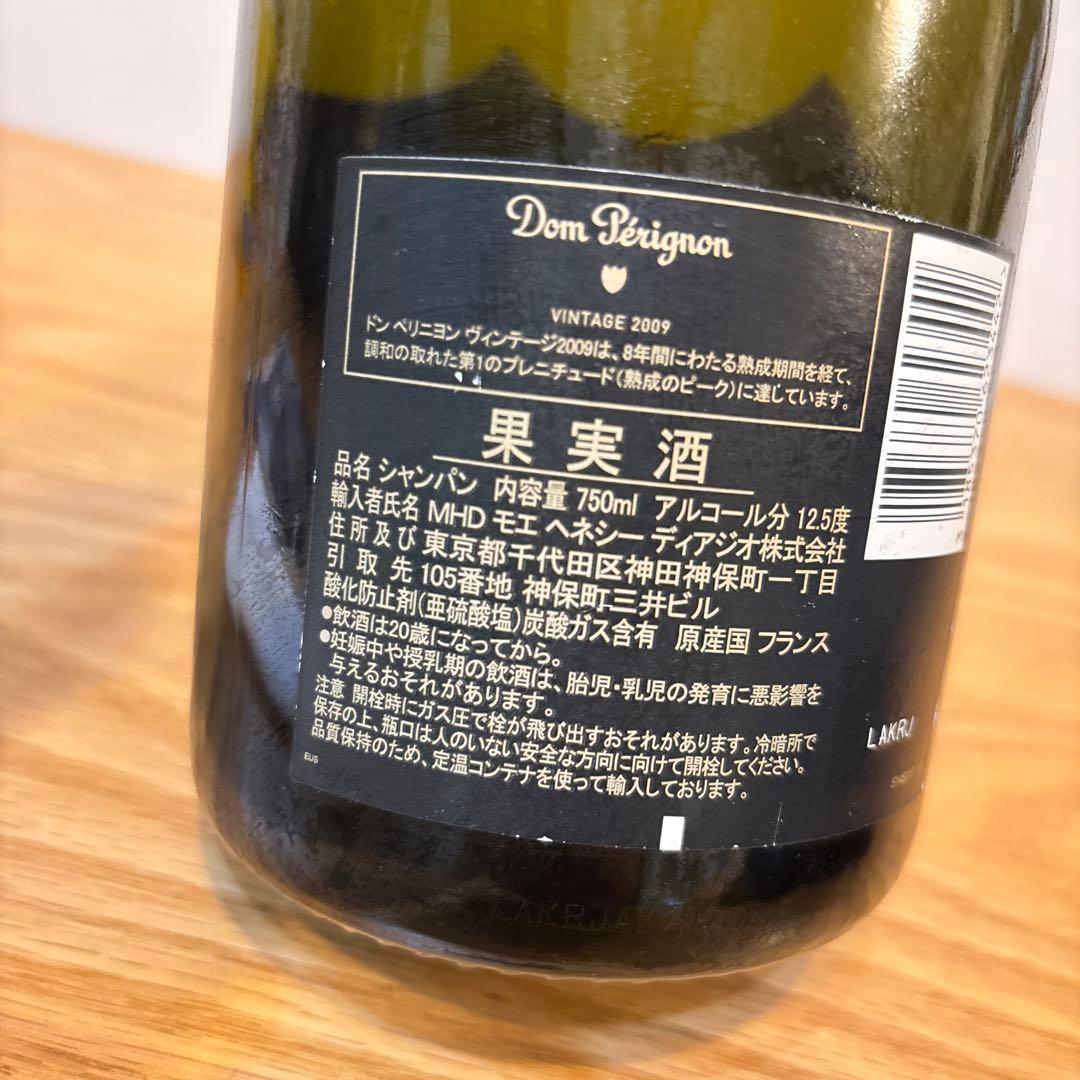 Dom Pérignon
VINTAGE 2009
ドン ペリニヨン ヴィンテージ2009は、8年間にわたる熟成期間を経て、
調和の取れた第1のプレニチュード(熟成のピーク)に達しています。
果実酒
品名 シャンパン 内容量 750ml アルコール分 12.5度
輸入者氏名 MHD モエ ヘネシー ディアジオ株式会社
住所及び 東京都千代田区神田神保町一丁目
引取先 105番地 神保町三井ビル
酸化防止剤(亜硫酸塩)炭酸ガス含有 原産国 フランス
●飲酒は20歳になってから。
●妊娠中や授乳期の飲酒は、胎児・乳児の発育に悪影響を
与えるおそれがあります。
注意 開栓時にガス圧で栓が飛び出すおそれがあります。冷暗所で
保存の上、瓶口は人のいない安全な方向に向けて開栓してください。
品質保持のため、定温コンテナを使って輸入しております。
EUS
LAKRJ
LAKRJA